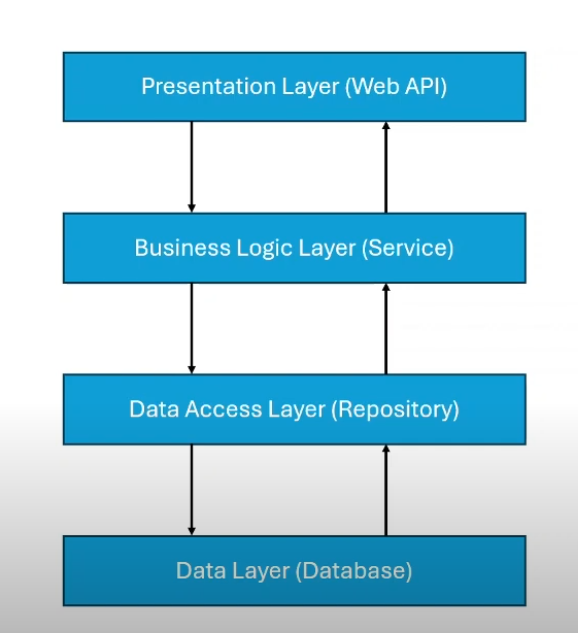 Presentation Layer (Web API)
Business Logic Layer (Service)
Data Access Layer (Repository)
Data Layer (Database)